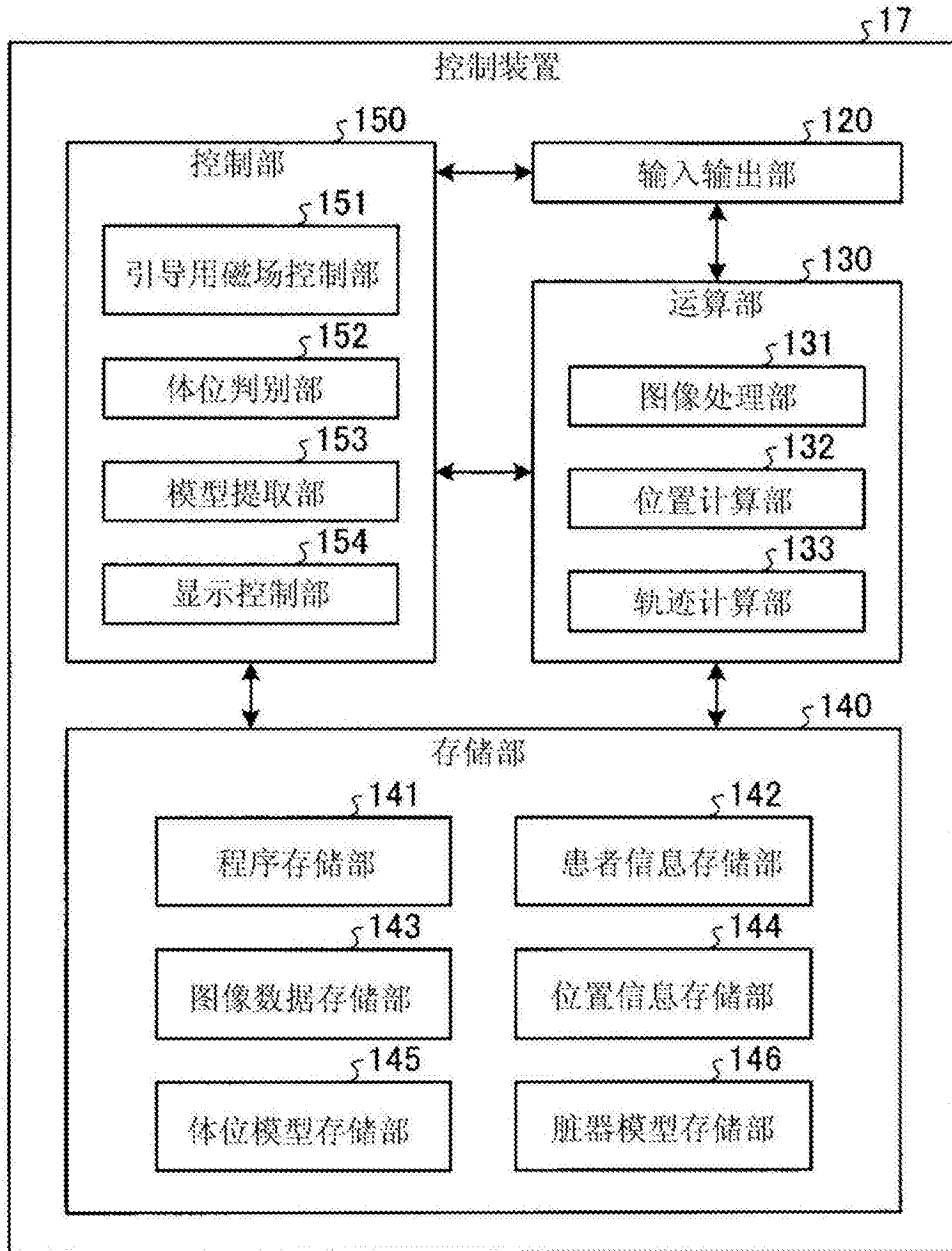 17
控制装置
150
控制部
151
引导用磁场控制部
152
体位判别部
153
模型提取部
154
显示控制部
120
输入输出部
130
运算部
131
图像处理部
132
位置计算部
133
轨迹计算部
140
存储部
141
程序存储部
142
患者信息存储部
143
图像数据存储部
144
位置信息存储部
145
体位模型存储部
146
脏器模型存储部